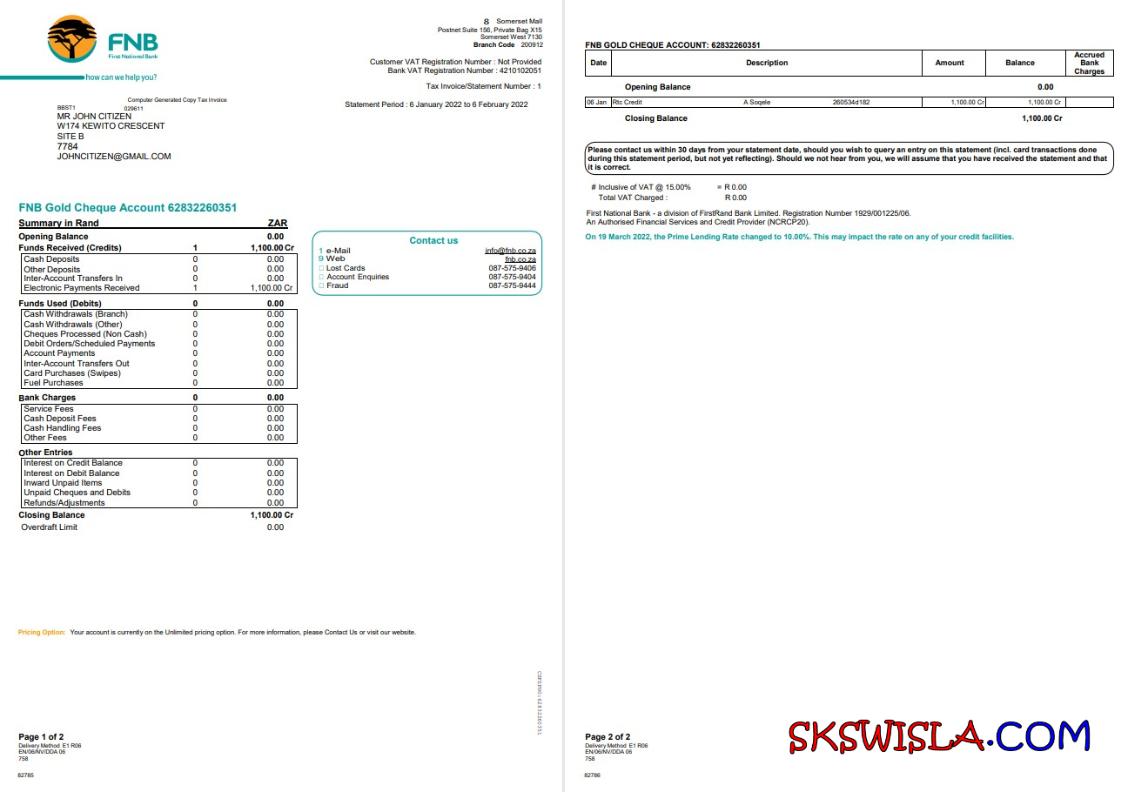 FNB
First National Bank
how can we help you?
8 Somerset Mall
Postnet Suite 156, Private Bag X15
Somerset West 7130
Branch Code 200912
Customer VAT Registration Number : Not Provided
Bank VAT Registration Number : 4210102051
Tax Invoice/Statement Number : 1
Statement Period : 6 January 2022 to 6 February 2022
Computer Generated Copy Tax Invoice
BBST1 029611
MR JOHN CITIZEN
W174 KEWITO CRESCENT
SITE B
7784
JOHNCITIZEN@GMAIL.COM
FNB Gold Cheque Account 62832260351
Summary in Rand ZAR
Opening Balance 0.00
Funds Received (Credits) 1 1,100.00 Cr
Cash Deposits 0 0.00
Other Deposits 0 0.00
Inter-Account Transfers In 0 0.00
Electronic Payments Received 1 1,100.00 Cr
Funds Used (Debits) 0 0.00
Cash Withdrawals (Branch) 0 0.00
Cash Withdrawals (Other) 0 0.00
Cheques Processed (Non Cash) 0 0.00
Debit Orders/Scheduled Payments 0 0.00
Account Payments 0 0.00
Inter-Account Transfers Out 0 0.00
Card Purchases (Swipes) 0 0.00
Fuel Purchases 0 0.00
Bank Charges 0 0.00
Service Fees 0 0.00
Cash Deposit Fees 0 0.00
Cash Handling Fees 0 0.00
Other Fees 0 0.00
Other Entries
Interest on Credit Balance 0 0.00
Interest on Debit Balance 0 0.00
Inward Unpaid Items 0 0.00
Unpaid Cheques and Debits 0 0.00
Refunds/Adjustments 0 0.00
Closing Balance 1,100.00 Cr
Overdraft Limit 0.00
Contact us
1 e-Mail info@fnb.co.za
9 Web fnb.co.za
Lost Cards 087-575-9406
Account Enquiries 087-575-9404
Fraud 087-575-9444
Pricing Option: Your account is currently on the Unlimited pricing option. For more information, please Contact Us or visit our website.
Page 1 of 2
Delivery Method E1 R06
EN/06/NV/DDA 06
758
82785
FNB GOLD CHEQUE ACCOUNT: 62832260351
Date Description Amount Balance Accrued Bank Charges
Opening Balance 0.00
06 Jan Rtc Credit A Soqele 260534d182 1,100.00 Cr 1,100.00 Cr
Closing Balance 1,100.00 Cr
Please contact us within 30 days from your statement date, should you wish to query an entry on this statement (incl. card transactions done
during this statement period, but not yet reflecting). Should we not hear from you, we will assume that you have received the statement and that
it is correct.
# Inclusive of VAT @ 15.00% = R 0.00
Total VAT Charged : R 0.00
First National Bank - a division of FirstRand Bank Limited. Registration Number 1929/001225/06.
An Authorised Financial Services and Credit Provider (NCRCP20).
On 19 March 2022, the Prime Lending Rate changed to 10.00%. This may impact the rate on any of your credit facilities.
Page 2 of 2
Delivery Method E1 R06
EN/06/NV/DDA 06
758
82786
SKSWISLA.COM